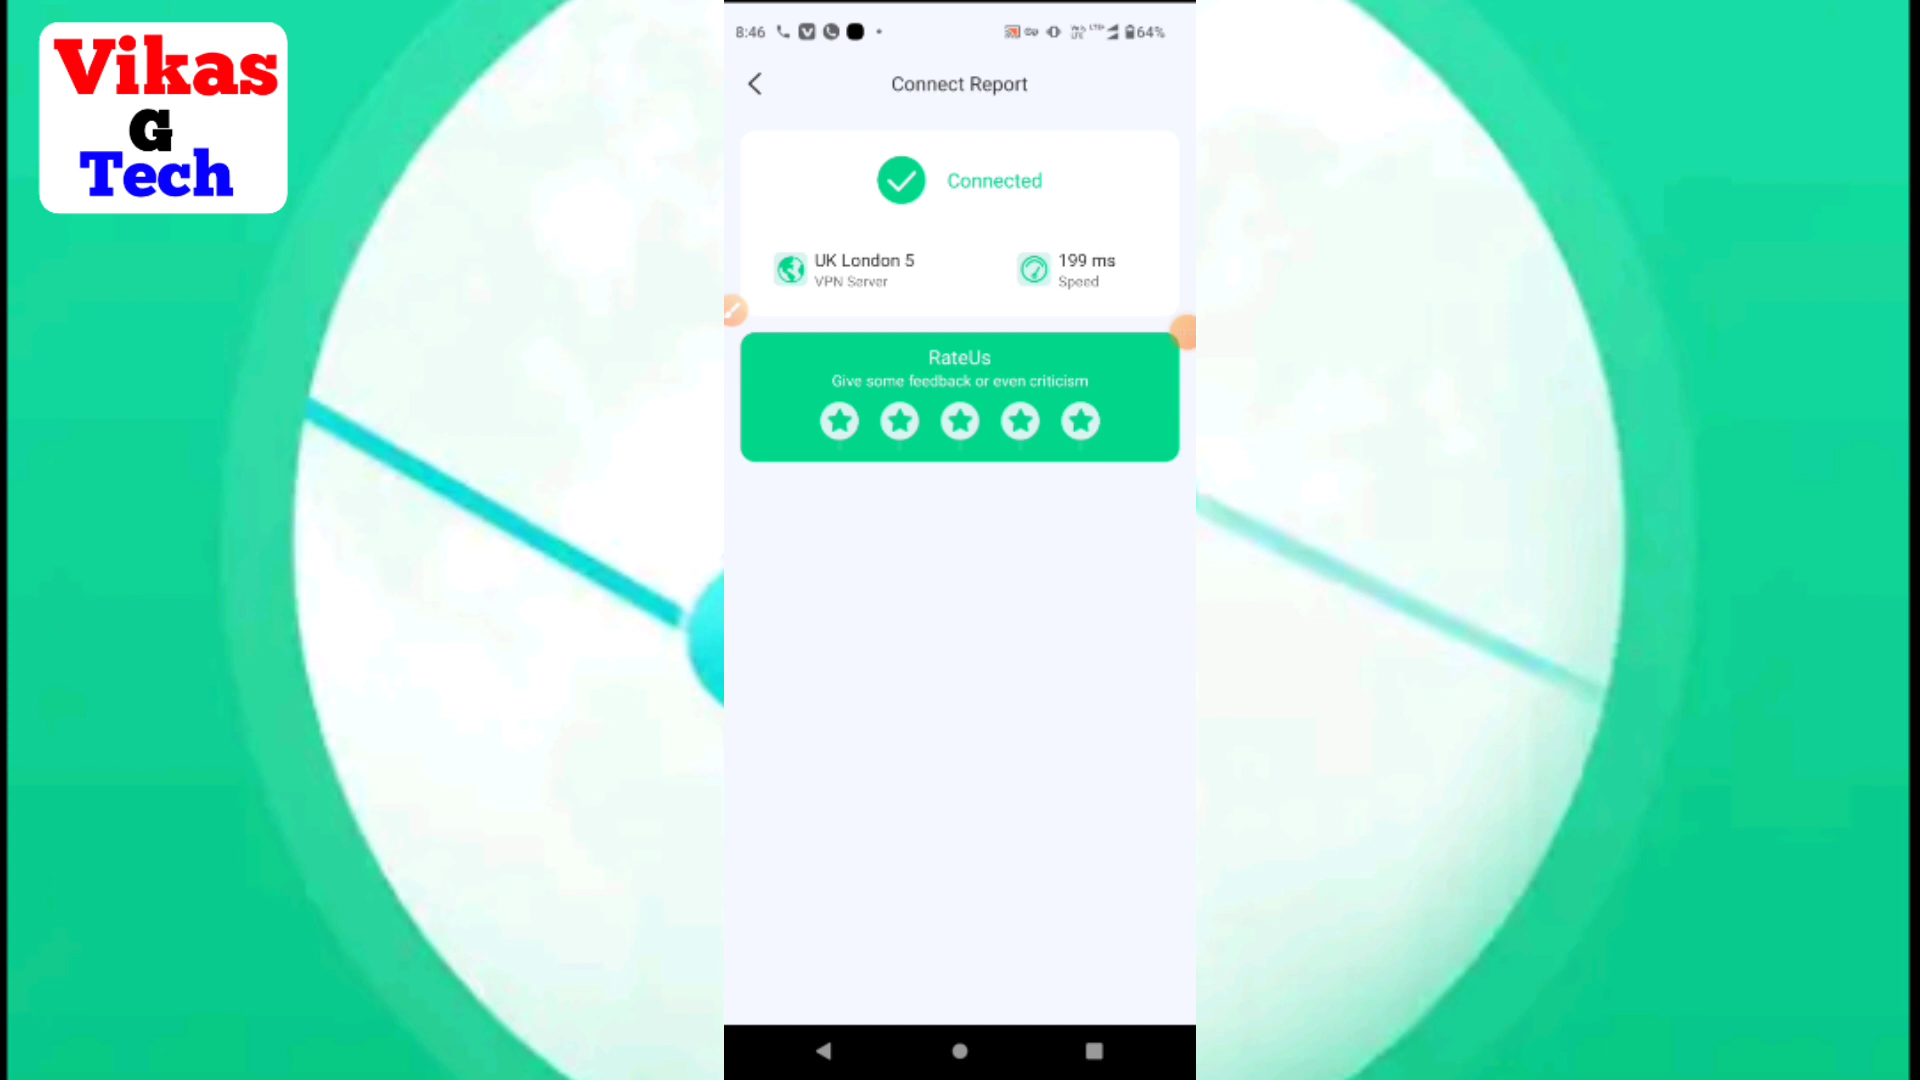 Vikas
G
Tech
8:46
64%
Connect Report
Connected
UK London 5
VPN Server
199 ms
Speed
RateUs
Give some feedback or even criticism